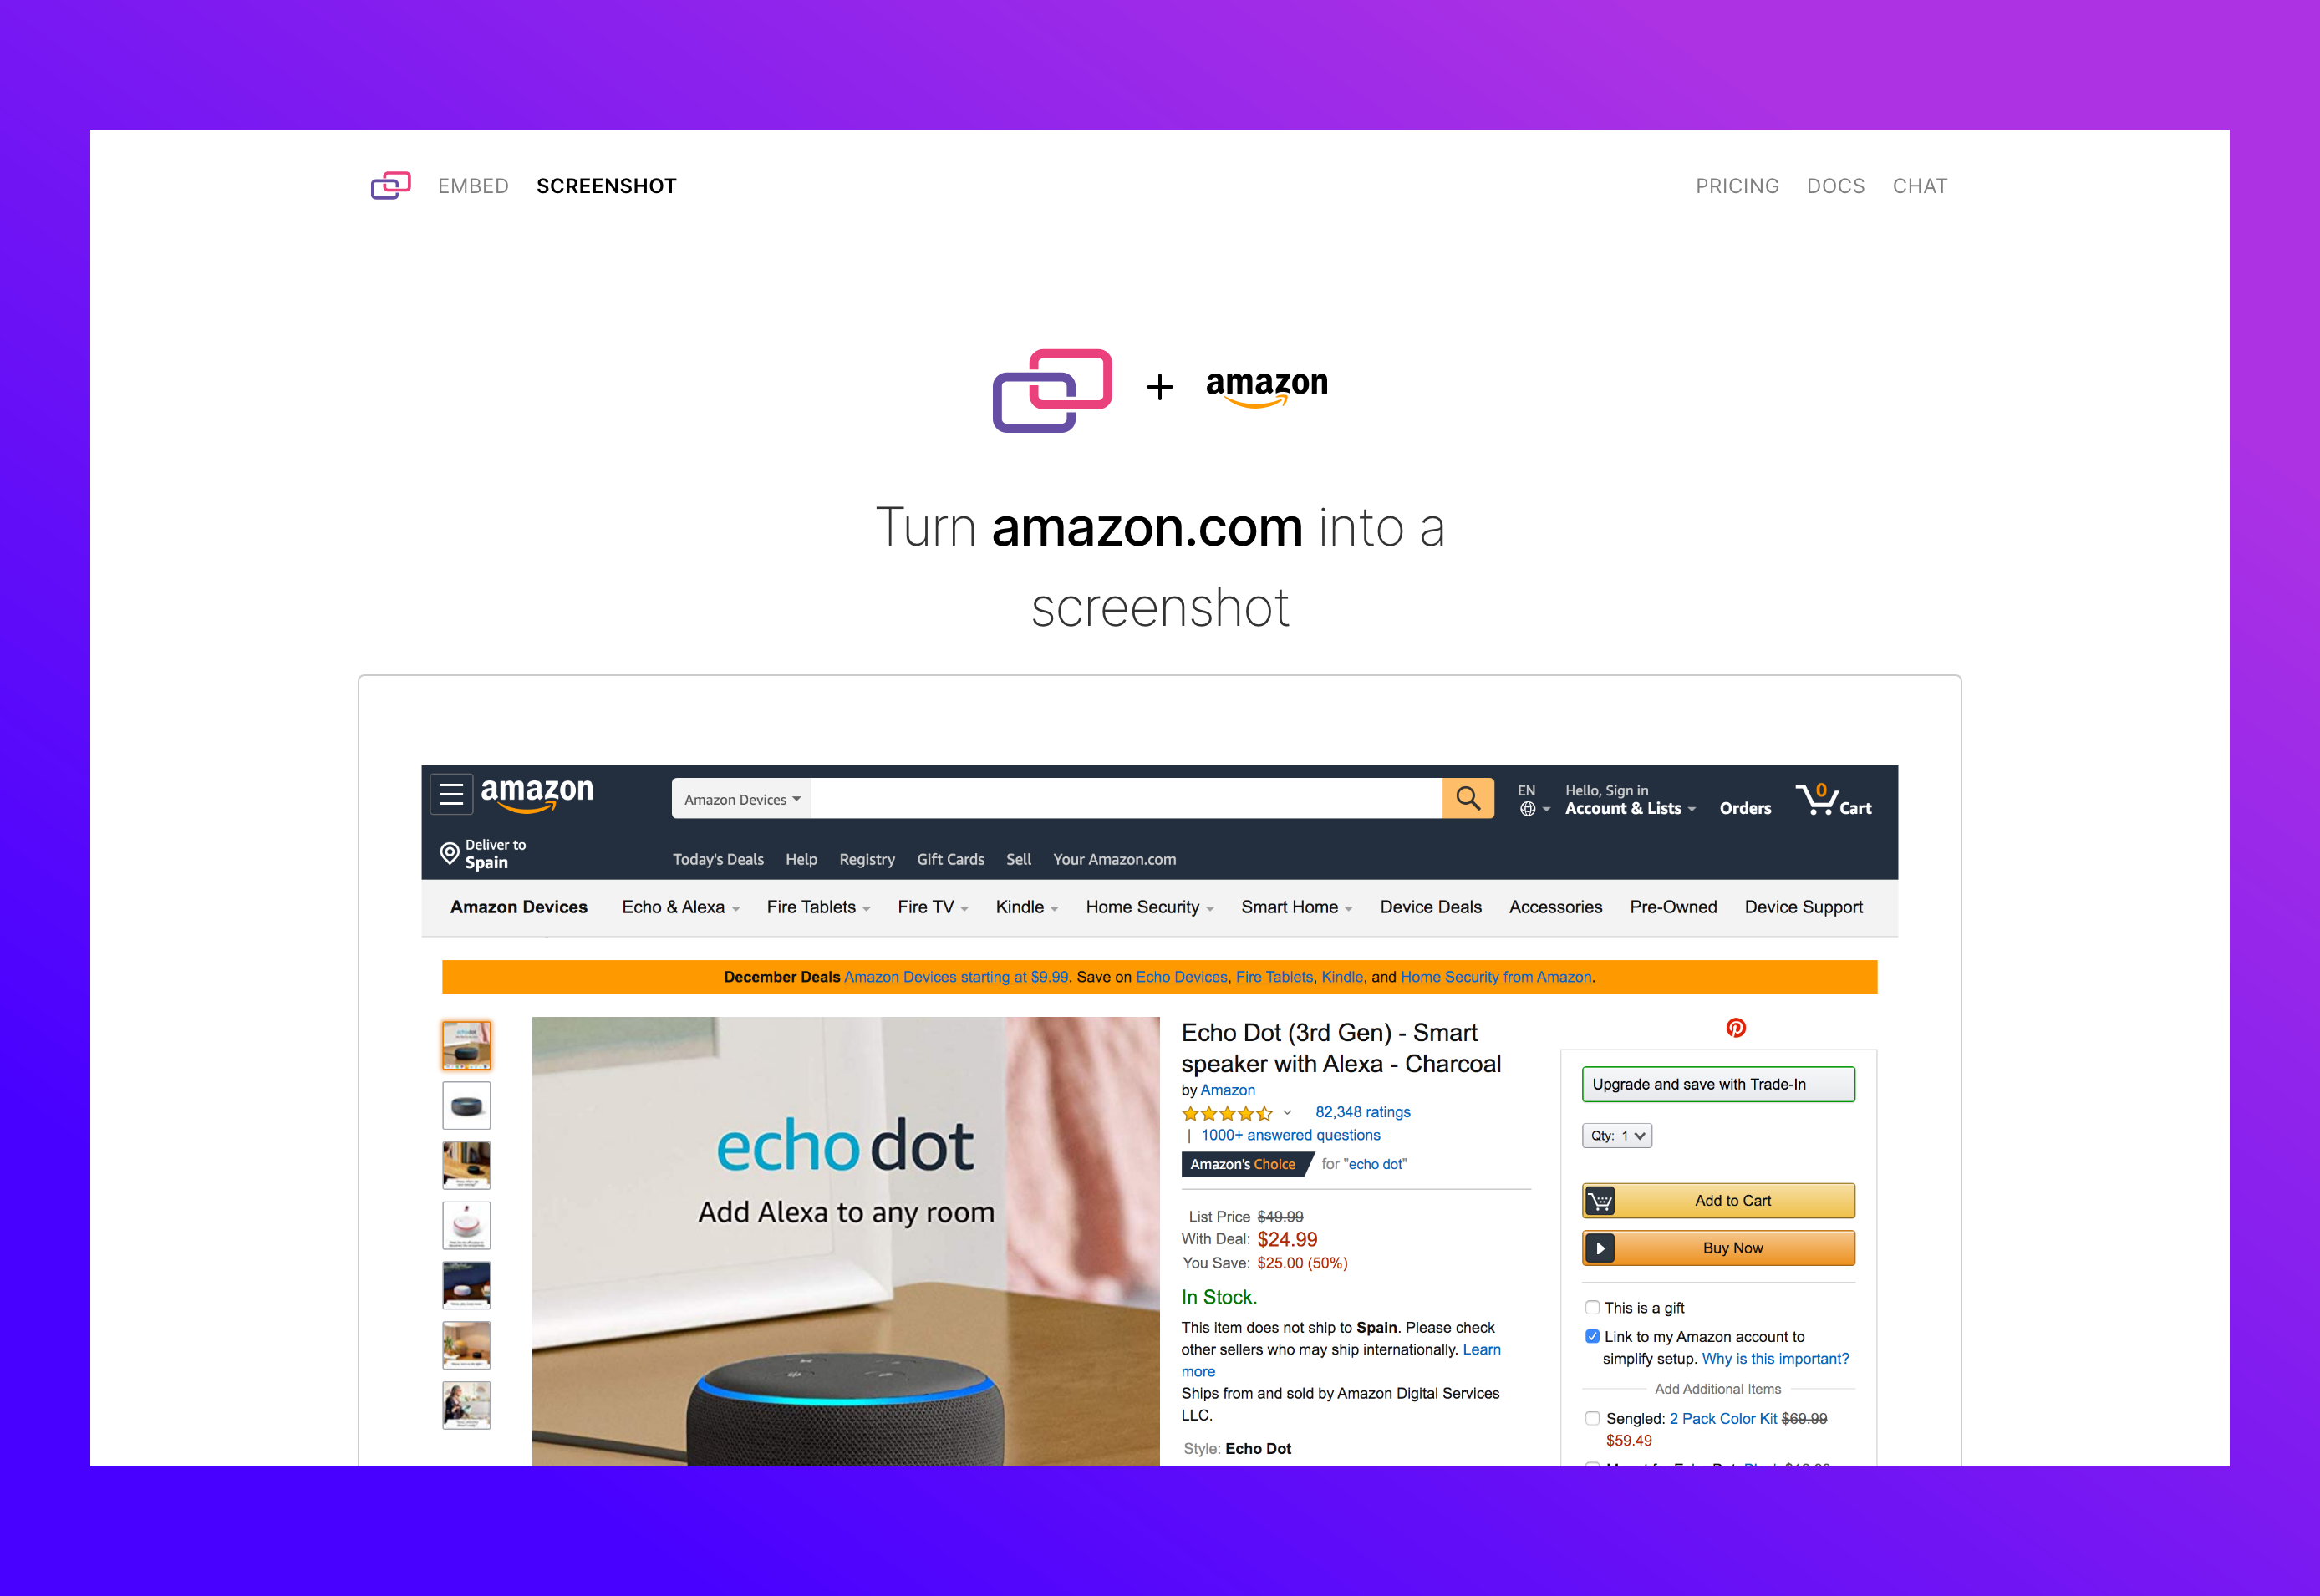 EMBED SCREENSHOT PRICING DOCS CHAT
+ amazon
Turn amazon.com into a
screenshot
amazon
Amazon Devices
EN
Hello, Sign in
Account & Lists
Orders
0
Cart
Deliver to
Spain
Today's Deals Help Registry Gift Cards Sell Your Amazon.com
Amazon Devices Echo & Alexa Fire Tablets Fire TV Kindle Home Security Smart Home Device Deals Accessories Pre-Owned Device Support
December Deals Amazon Devices starting at $9.99. Save on Echo Devices, Fire Tablets, Kindle, and Home Security from Amazon.
echo dot
Add Alexa to any room
Echo Dot (3rd Gen) - Smart
speaker with Alexa - Charcoal
by Amazon
82,348 ratings
| 1000+ answered questions
Amazon's Choice for "echo dot"
List Price $49.99
With Deal: $24.99
You Save: $25.00 (50%)
In Stock.
This item does not ship to Spain. Please check
other sellers who may ship internationally. Learn
more
Ships from and sold by Amazon Digital Services
LLC.
Style: Echo Dot
Upgrade and save with Trade-In
Qty: 1
Add to Cart
Buy Now
This is a gift
Link to my Amazon account to
simplify setup. Why is this important?
Add Additional Items
Sengled: 2 Pack Color Kit $69.99
$59.49